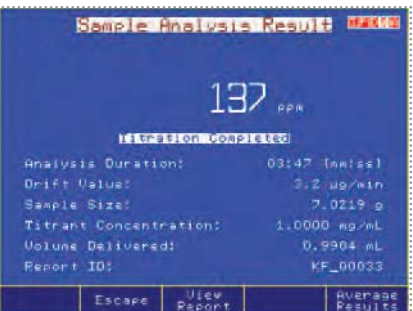 Sample Analysis Result
137 ppm
Titration Completed
Analysis Duration: 03:47 [mm:ss]
Drift Value: 3.2 µg/min
Sample Size: 7.0219 g
Titrant Concentration: 1.0000 mg/mL
Volume Delivered: 0.9904 mL
Report ID: KF_00033
Escape
View Report
Average Results